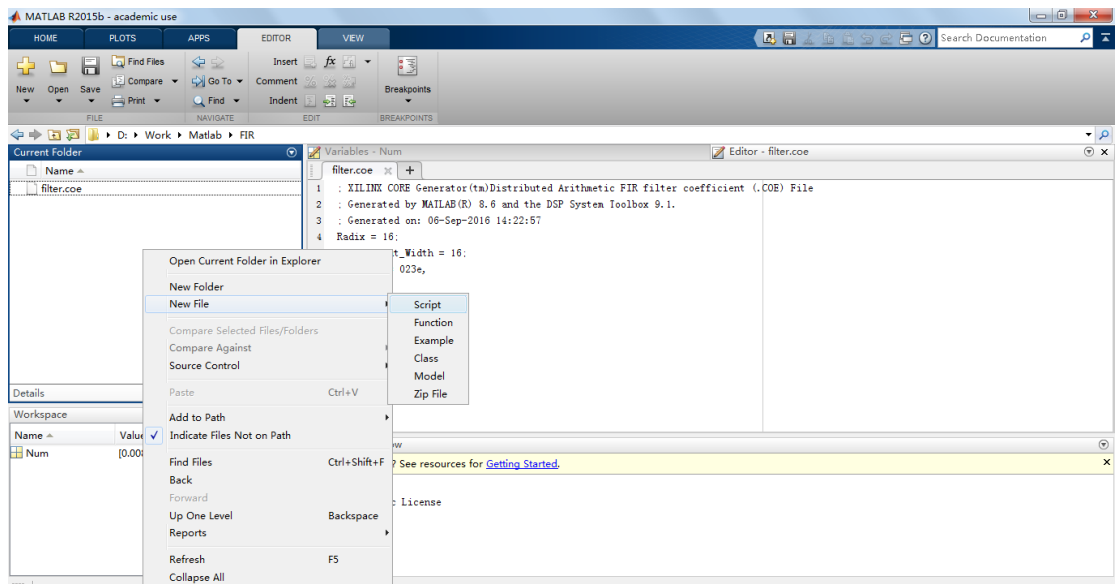 MATLAB R2015b - academic use
HOME PLOTS APPS EDITOR VIEW
Search Documentation
New Open Save
Find Files
Compare
Print
FILE
Go To
Find
NAVIGATE
Insert fx
Comment
Indent
EDIT
Breakpoints
BREAKPOINTS
D: Work Matlab FIR
Current Folder
Name
filter.coe
Details
Workspace
Name Value
Num [0.00
Variables - Num
Editor - filter.coe
filter.coe
1 ; XILINX CORE Generator(tm)Distributed Arithmetic FIR filter coefficient (.COE) File
2 ; Generated by MATLAB(R) 8.6 and the DSP System Toolbox 9.1.
3 ; Generated on: 06-Sep-2016 14:22:57
4 Radix = 16;
t_Width = 16;
023e,
Open Current Folder in Explorer
New Folder
New File
Compare Selected Files/Folders
Compare Against
Source Control
Paste Ctrl+V
Add to Path
Indicate Files Not on Path
Find Files Ctrl+Shift+F
Back
Forward
Up One Level Backspace
Reports
Refresh F5
Collapse All
Script
Function
Example
Class
Model
Zip File
ow
? See resources for Getting Started.
License